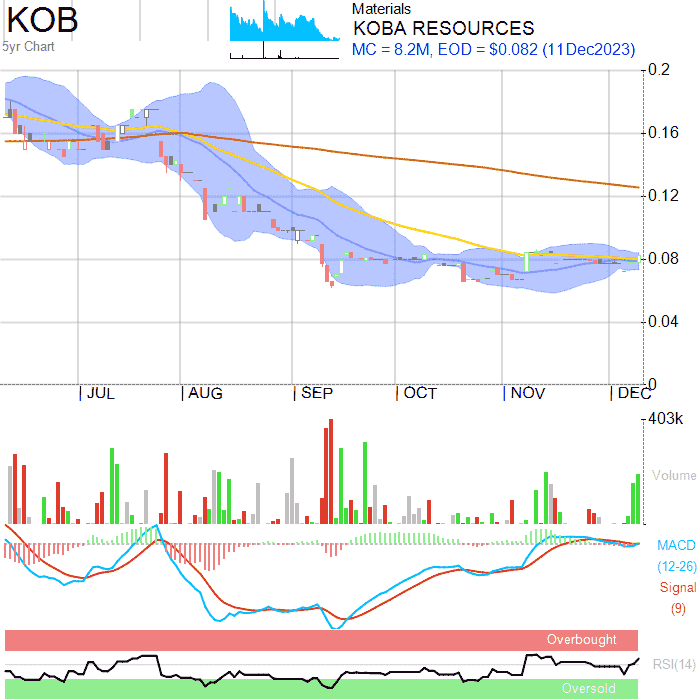 KOB
5yr Chart
Materials
KOBA RESOURCES
MC = 8.2M, EOD = $0.082 (11Dec2023)
0.2
0.16
0.12
0.08
0.04
0
JUL AUG SEP OCT NOV DEC
403k
Volume
MACD
(12-26)
Signal
(9)
Overbought
RSI(14)
Oversold